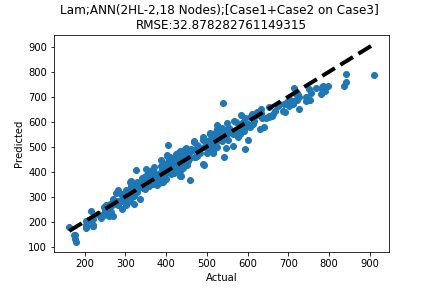 Lam;ANN(2HL-2,18 Nodes);[Case1+Case2 on Case3]
RMSE:32.878282761149315
900
800
700
600
500
400
300
200
100
Predicted
200 300 400 500 600 700 800 900
Actual